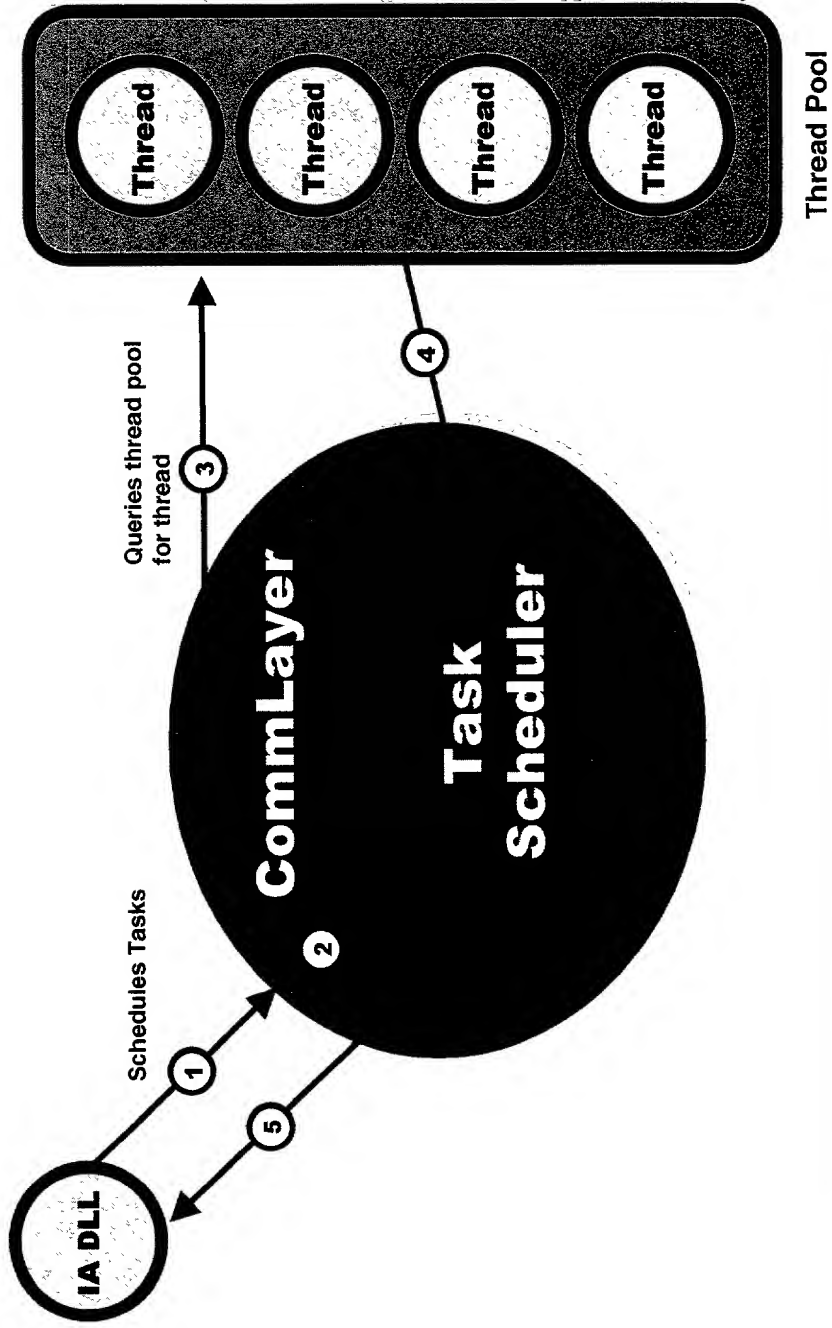 IA DLL
1
Schedules Tasks
5
2
CommLayer
Task
Scheduler
Queries thread pool
for thread
3
4
Thread
Thread
Thread
Thread
Thread Pool